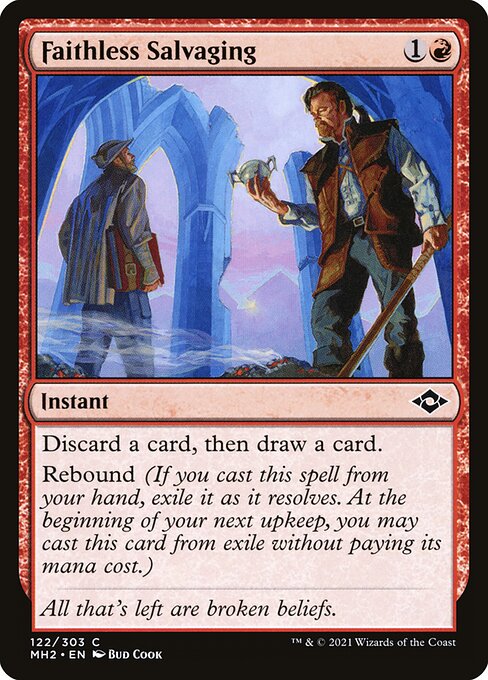 Faithless Salvaging 1
Instant
Discard a card, then draw a card.
Rebound (If you cast this spell from
your hand, exile it as it resolves. At the
beginning of your next upkeep, you may
cast this card from exile without paying its
mana cost.)
All that's left are broken beliefs.
122/303 C
MH2 • EN Bud Cook ™ & © 2021 Wizards of the Coast